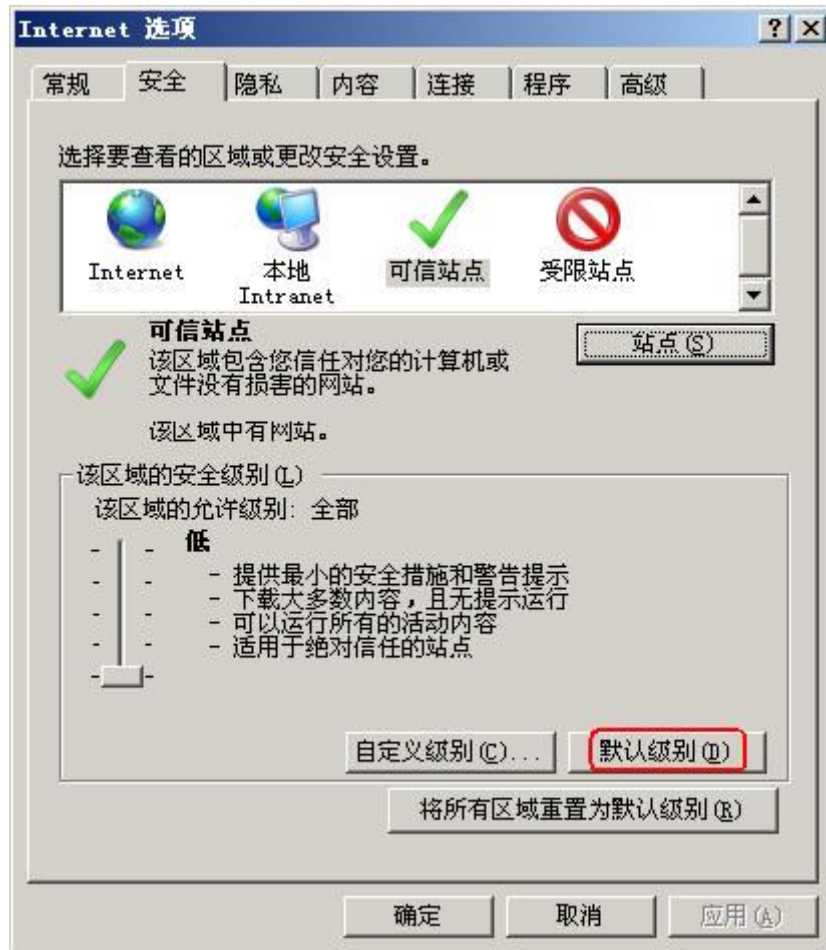 Internet 选项
常规 安全 隐私 内容 连接 程序 高级
选择要查看的区域或更改安全设置。
Internet 本地 Intranet 可信站点 受限站点
可信站点
站点(S)
该区域包含您信任对您的计算机或
文件没有损害的网站。
该区域中有网站。
该区域的安全级别(L)
该区域的允许级别: 全部
低
- 提供最小的安全措施和警告提示
- 下载大多数内容，且无提示运行
- 可以运行所有的活动内容
- 适用于绝对信任的站点
自定义级别(C)... 默认级别(D)
将所有区域重置为默认级别(R)
确定 取消 应用(A)